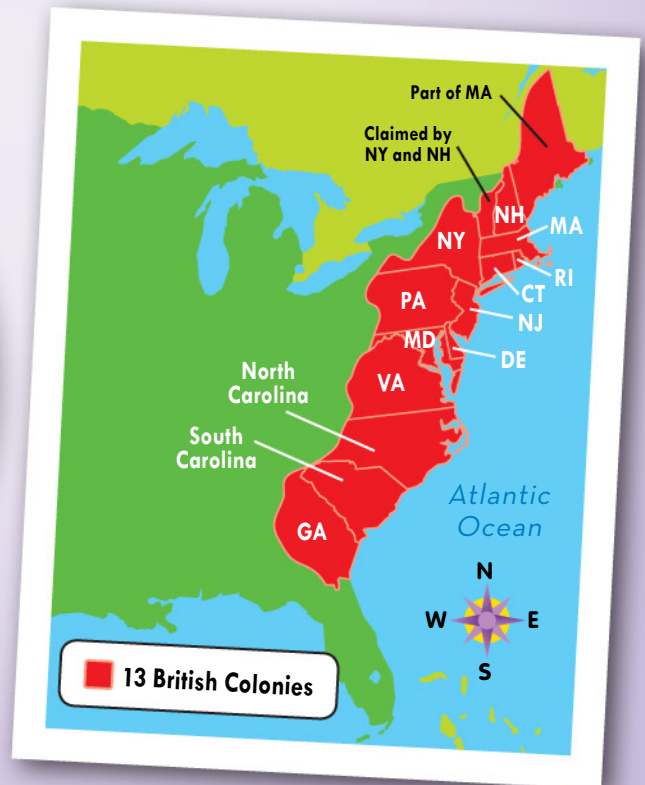 Part of MA
Claimed by
NY and NH
NH
MA
NY
RI
CT
PA
NJ
MD
DE
VA
North
Carolina
South
Carolina
GA
Atlantic
Ocean
N
W
E
S
13 British Colonies